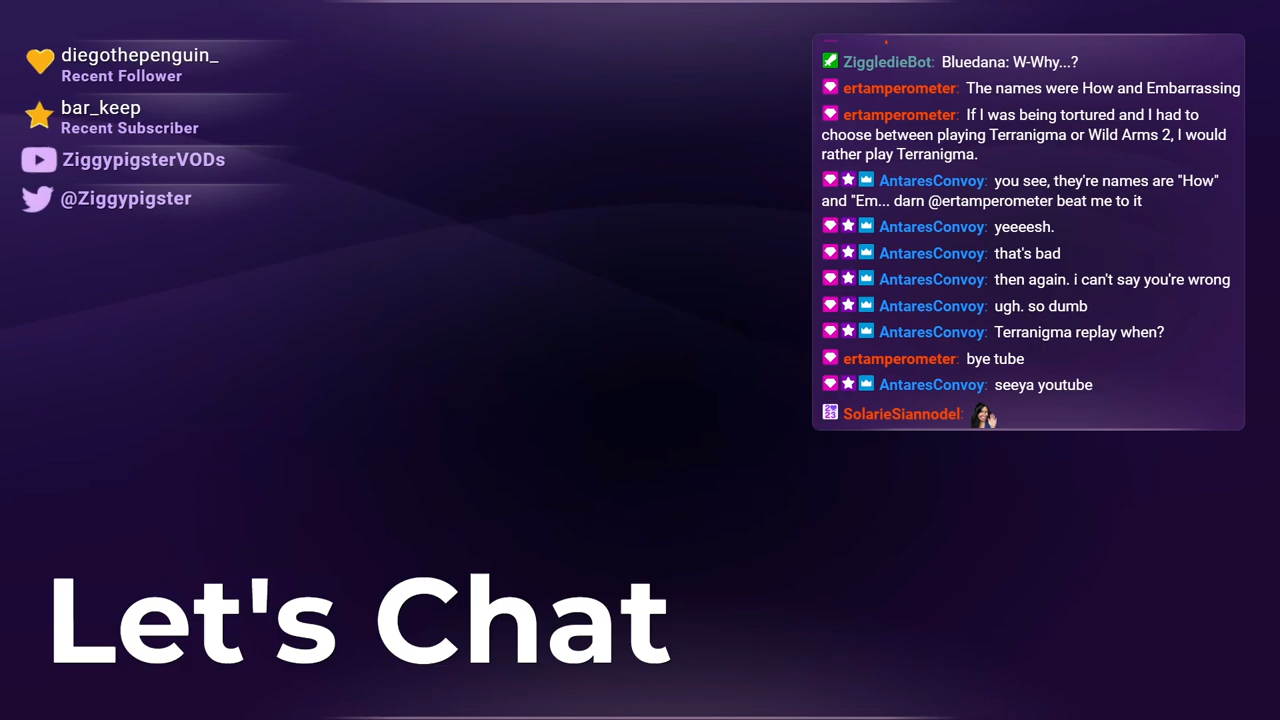 diegothepenguin_
Recent Follower
bar_keep
Recent Subscriber
ZiggypigsterVODs
@Ziggypigster
ZiggledieBot: Bluedana: W-Why...?
ertamperometer: The names were How and Embarrassing
ertamperometer: If I was being tortured and I had to
choose between playing Terranigma or Wild Arms 2, I would
rather play Terranigma.
AntaresConvoy: you see, they're names are "How"
and "Em... darn @ertamperometer beat me to it
AntaresConvoy: yeeeesh.
AntaresConvoy: that's bad
AntaresConvoy: then again. i can't say you're wrong
AntaresConvoy: ugh. so dumb
AntaresConvoy: Terranigma replay when?
ertamperometer: bye tube
AntaresConvoy: seeya youtube
SolarieSiannodel:
Let's Chat